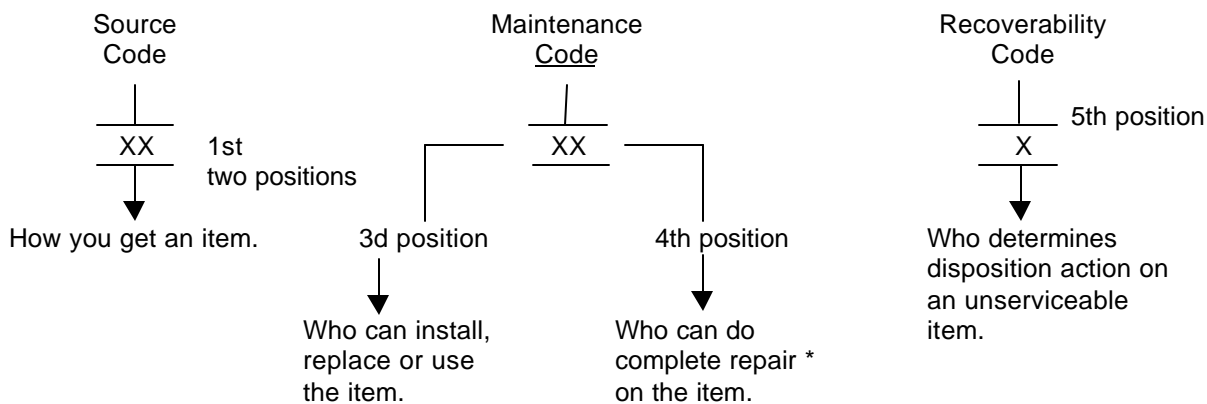 Source
Code
XX
1st
two positions
How you get an item.
Maintenance
Code
XX
3d position
Who can install,
replace or use
the item.
4th position
Who can do
complete repair *
on the item.
Recoverability
Code
5th position
X
Who determines
disposition action on
an unserviceable
item.